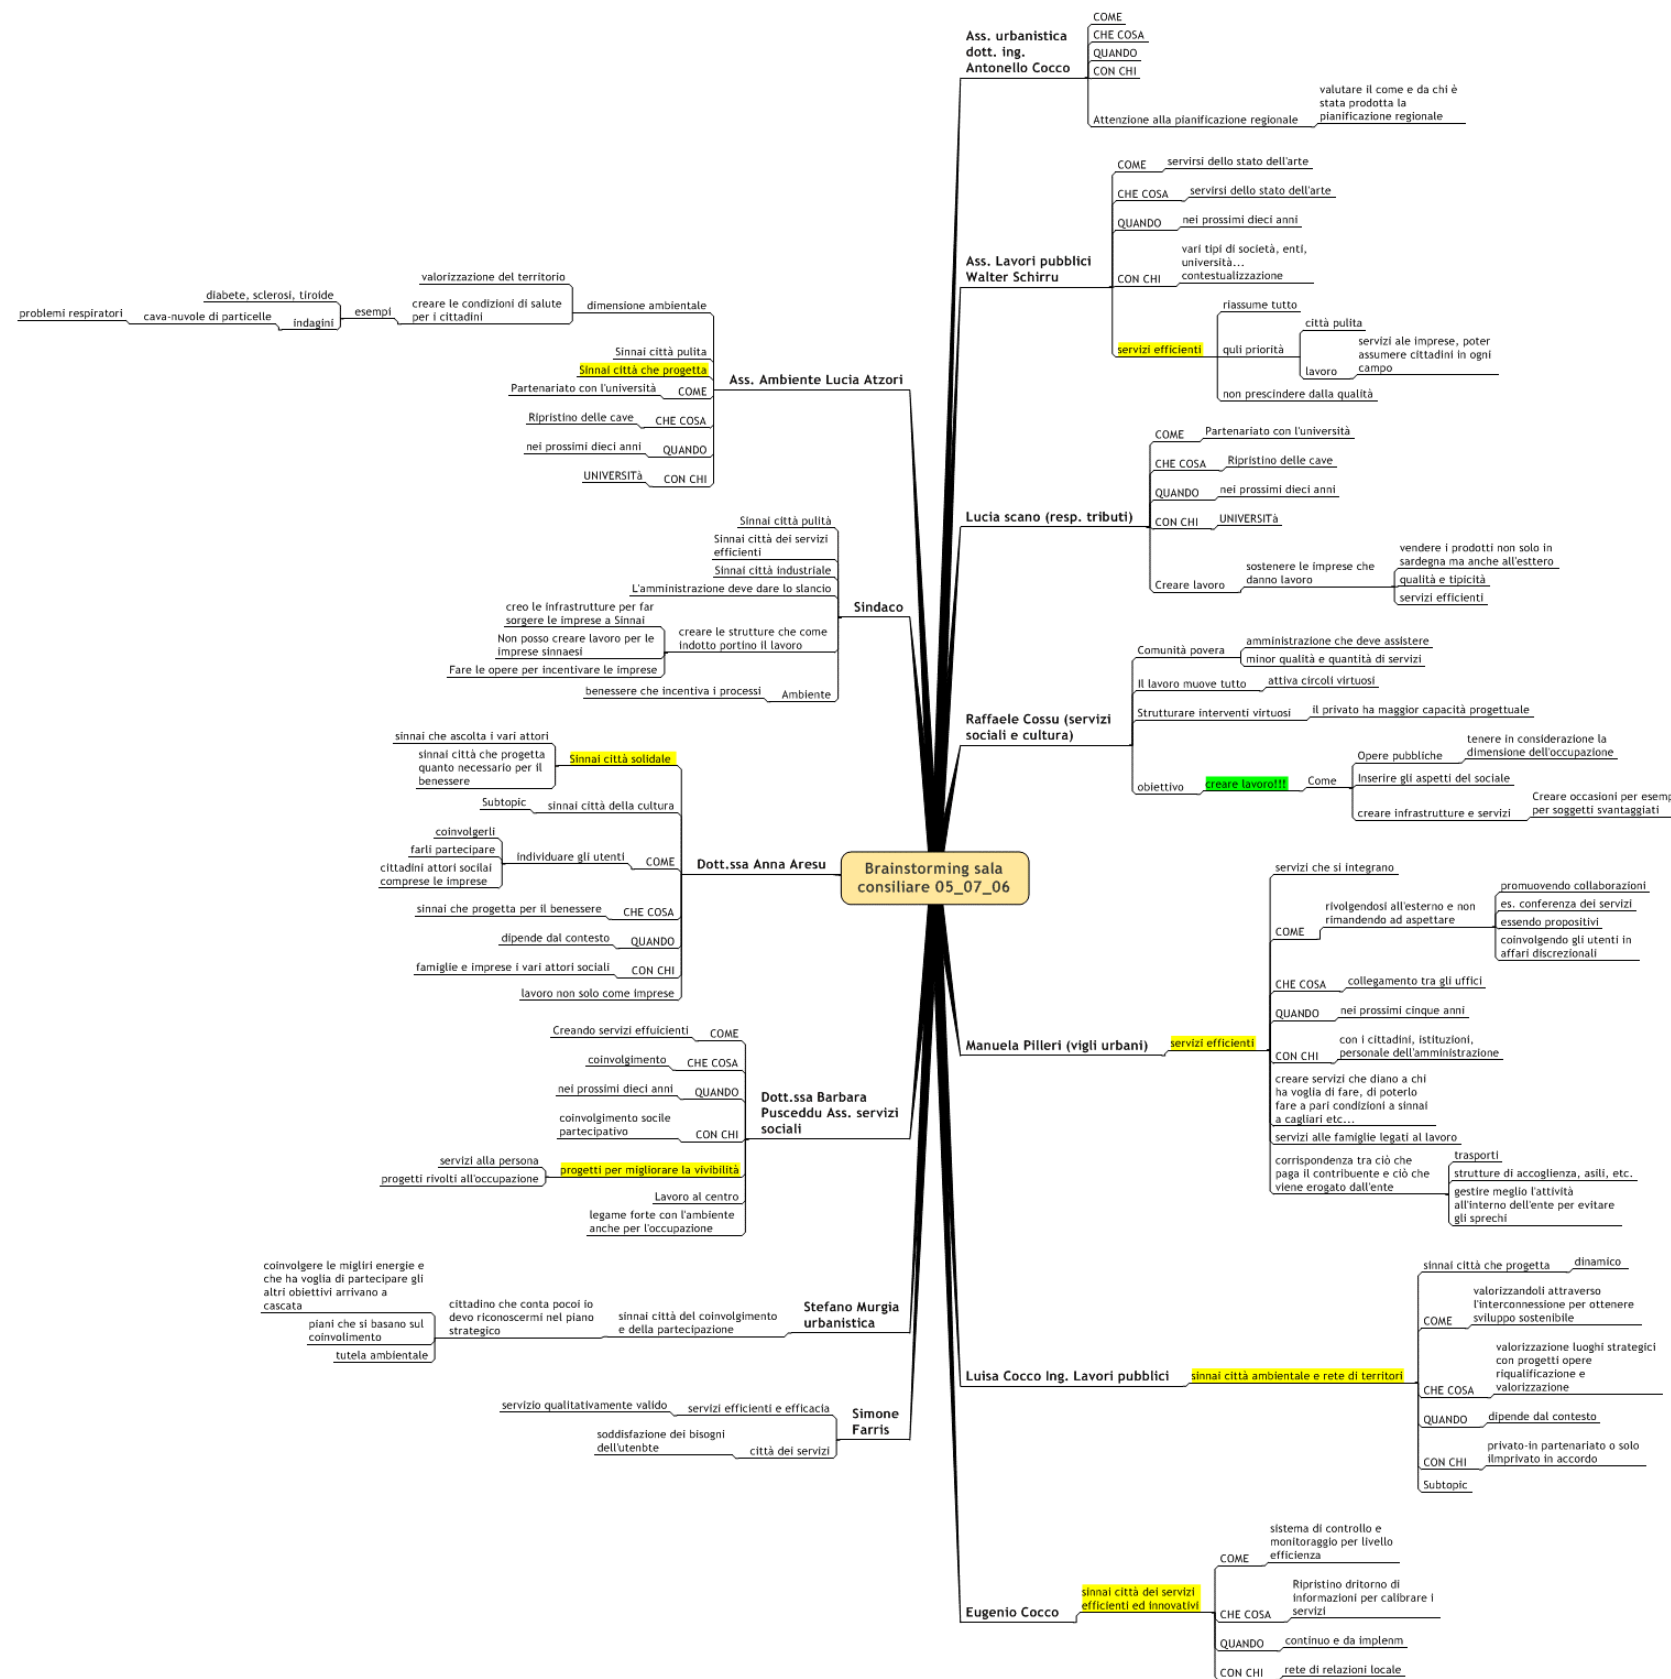 Brainstorming sala
consiliare 05_07_06
Ass. urbanistica
dott. ing.
Antonello Cocco
COME
CHE COSA
QUANDO
CON CHI
Attenzione alla pianificazione regionale
valutare il come e da chi è
stata prodotta la
pianificazione regionale
Ass. Lavori pubblici
Walter Schirru
COME
servirsi dello stato dell'arte
CHE COSA
servirsi dello stato dell'arte
QUANDO
nei prossimi dieci anni
CON CHI
vari tipi di società, enti,
università...
contestualizzazione
servizi efficienti
riassume tutto
quli priorità
città pulita
lavoro
servizi ale imprese, poter
assumere cittadini in ogni
campo
non prescindere dalla qualità
Lucia scano (resp. tributi)
COME
Partenariato con l'università
CHE COSA
Ripristino delle cave
QUANDO
nei prossimi dieci anni
CON CHI
UNIVERSITà
Creare lavoro
sostenere le imprese che
danno lavoro
vendere i prodotti non solo in
sardegna ma anche all'esttero
qualità e tipicità
servizi efficienti
Raffaele Cossu (servizi
sociali e cultura)
Comunità povera
amministrazione che deve assistere
minor qualità e quantità di servizi
Il lavoro muove tutto
attiva circoli virtuosi
Strutturare interventi virtuosi
il privato ha maggior capacità progettuale
obiettivo
creare lavoro!!!
Come
Opere pubbliche
tenere in considerazione la
dimensione dell'occupazione
Inserire gli aspetti del sociale
creare infrastrutture e servizi
Creare occasioni per esemp
per soggetti svantaggiati
Manuela Pilleri (vigli urbani)
servizi efficienti
servizi che si integrano
COME
rivolgendosi all'esterno e non
rimandendo ad aspettare
promuovendo collaborazioni
es. conferenza dei servizi
essendo propositivi
coinvolgendo gli utenti in
affari discrezionali
CHE COSA
collegamento tra gli uffici
QUANDO
nei prossimi cinque anni
CON CHI
con i cittadini, istituzioni,
personale dell'amministrazione
creare servizi che diano a chi
ha voglia di fare, di poterlo
fare a pari condizioni a sinnai
a cagliari etc...
servizi alle famiglie legati al lavoro
corrispondenza tra ciò che
paga il contribuente e ciò che
viene erogato dall'ente
trasporti
strutture di accoglienza, asili, etc.
gestire meglio l'attività
all'interno dell'ente per evitare
gli sprechi
Luisa Cocco Ing. Lavori pubblici
sinnai città ambientale e rete di territori
sinnai città che progetta
dinamico
COME
valorizzandoli attraverso
l'interconnessione per ottenere
sviluppo sostenibile
CHE COSA
valorizzazione luoghi strategici
con progetti opere
riqualificazione e
valorizzazione
QUANDO
dipende dal contesto
CON CHI
privato-in partenariato o solo
ilmprivato in accordo
Subtopic
Eugenio Cocco
sinnai città dei servizi
efficienti ed innovativi
COME
sistema di controllo e
monitoraggio per livello
efficienza
CHE COSA
Ripristino dritorno di
informazioni per calibrare i
servizi
QUANDO
continuo e da implenm
CON CHI
rete di relazioni locale
Ass. Ambiente Lucia Atzori
dimensione ambientale
valorizzazione del territorio
creare le condizioni di salute
per i cittadini
esempi
diabete, sclerosi, tiroide
indagini
cava-nuvole di particelle
problemi respiratori
Sinnai città pulita
Sinnai città che progetta
COME
Partenariato con l'università
CHE COSA
Ripristino delle cave
QUANDO
nei prossimi dieci anni
CON CHI
UNIVERSITà
Sindaco
Sinnai città pulità
Sinnai città dei servizi
efficienti
Sinnai città industriale
L'amministrazione deve dare lo slancio
creare le strutture che come
indotto portino il lavoro
creo le infrastrutture per far
sorgere le imprese a Sinnai
Non posso creare lavoro per le
imprese sinnaesi
Fare le opere per incentivare le imprese
Ambiente
benessere che incentiva i processi
Dott.ssa Anna Aresu
Sinnai città solidale
sinnai che ascolta i vari attori
sinnai città che progetta
quanto necessario per il
benessere
sinnai città della cultura
Subtopic
COME
individuare gli utenti
coinvolgerli
farli partecipare
cittadini attori socilai
comprese le imprese
CHE COSA
sinnai che progetta per il benessere
QUANDO
dipende dal contesto
CON CHI
famiglie e imprese i vari attori sociali
lavoro non solo come imprese
Dott.ssa Barbara
Pusceddu Ass. servizi
sociali
COME
Creando servizi effuicienti
CHE COSA
coinvolgimento
QUANDO
nei prossimi dieci anni
CON CHI
coinvolgimento socile
partecipativo
progetti per migliorare la vivibilità
servizi alla persona
progetti rivolti all'occupazione
Lavoro al centro
legame forte con l'ambiente
anche per l'occupazione
Stefano Murgia
urbanistica
sinnai città del coinvolgimento
e della partecipazione
cittadino che conta pocoi io
devo riconoscermi nel piano
strategico
coinvolgere le migliri energie e
che ha voglia di partecipare gli
altri obiettivi arrivano a
cascata
piani che si basano sul
coinvolimento
tutela ambientale
Simone
Farris
servizi efficienti e efficacia
servizio qualitativamente valido
città dei servizi
soddisfazione dei bisogni
dell'utenbte